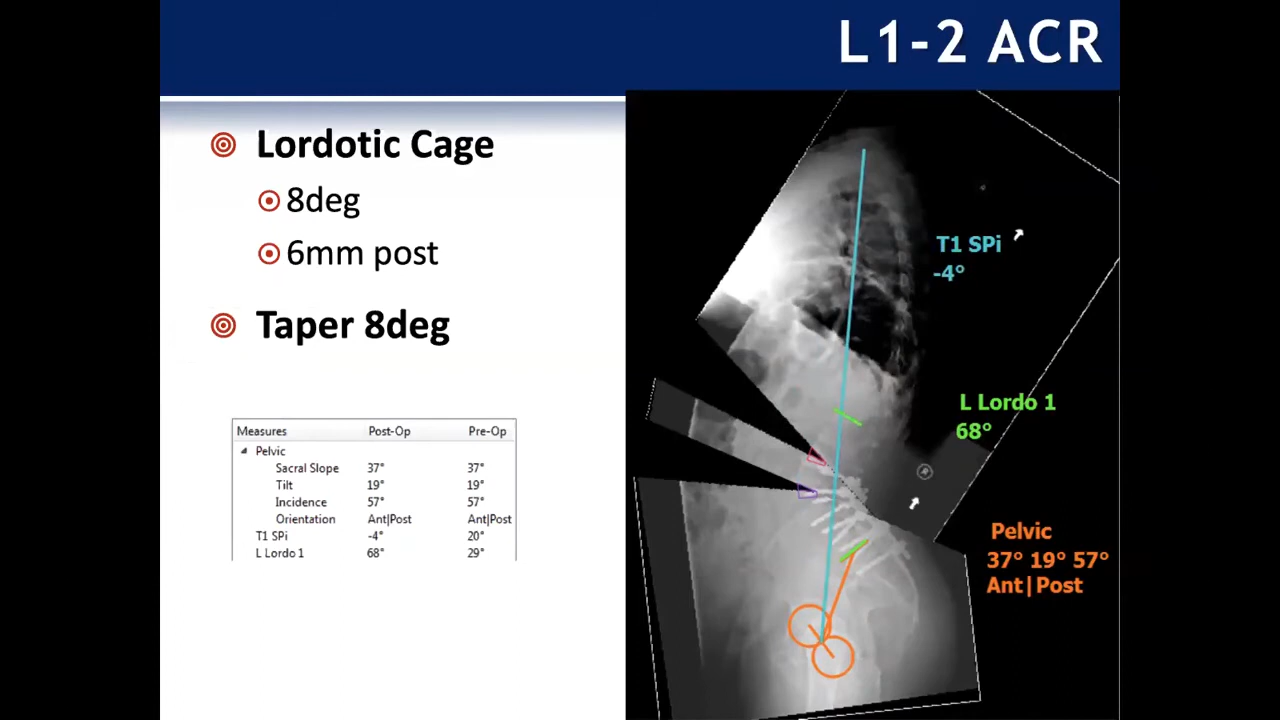 L1-2 ACR
Lordotic Cage
8deg
6mm post
Taper 8deg
Measures Post-Op Pre-Op
Pelvic
Sacral Slope 37° 37°
Tilt 19° 19°
Incidence 57° 57°
Orientation Ant|Post Ant|Post
T1 SPi -4° 20°
L Lordo 1 68° 29°
T1 SPi
-4°
L Lordo 1
68°
Pelvic
37° 19° 57°
Ant|Post